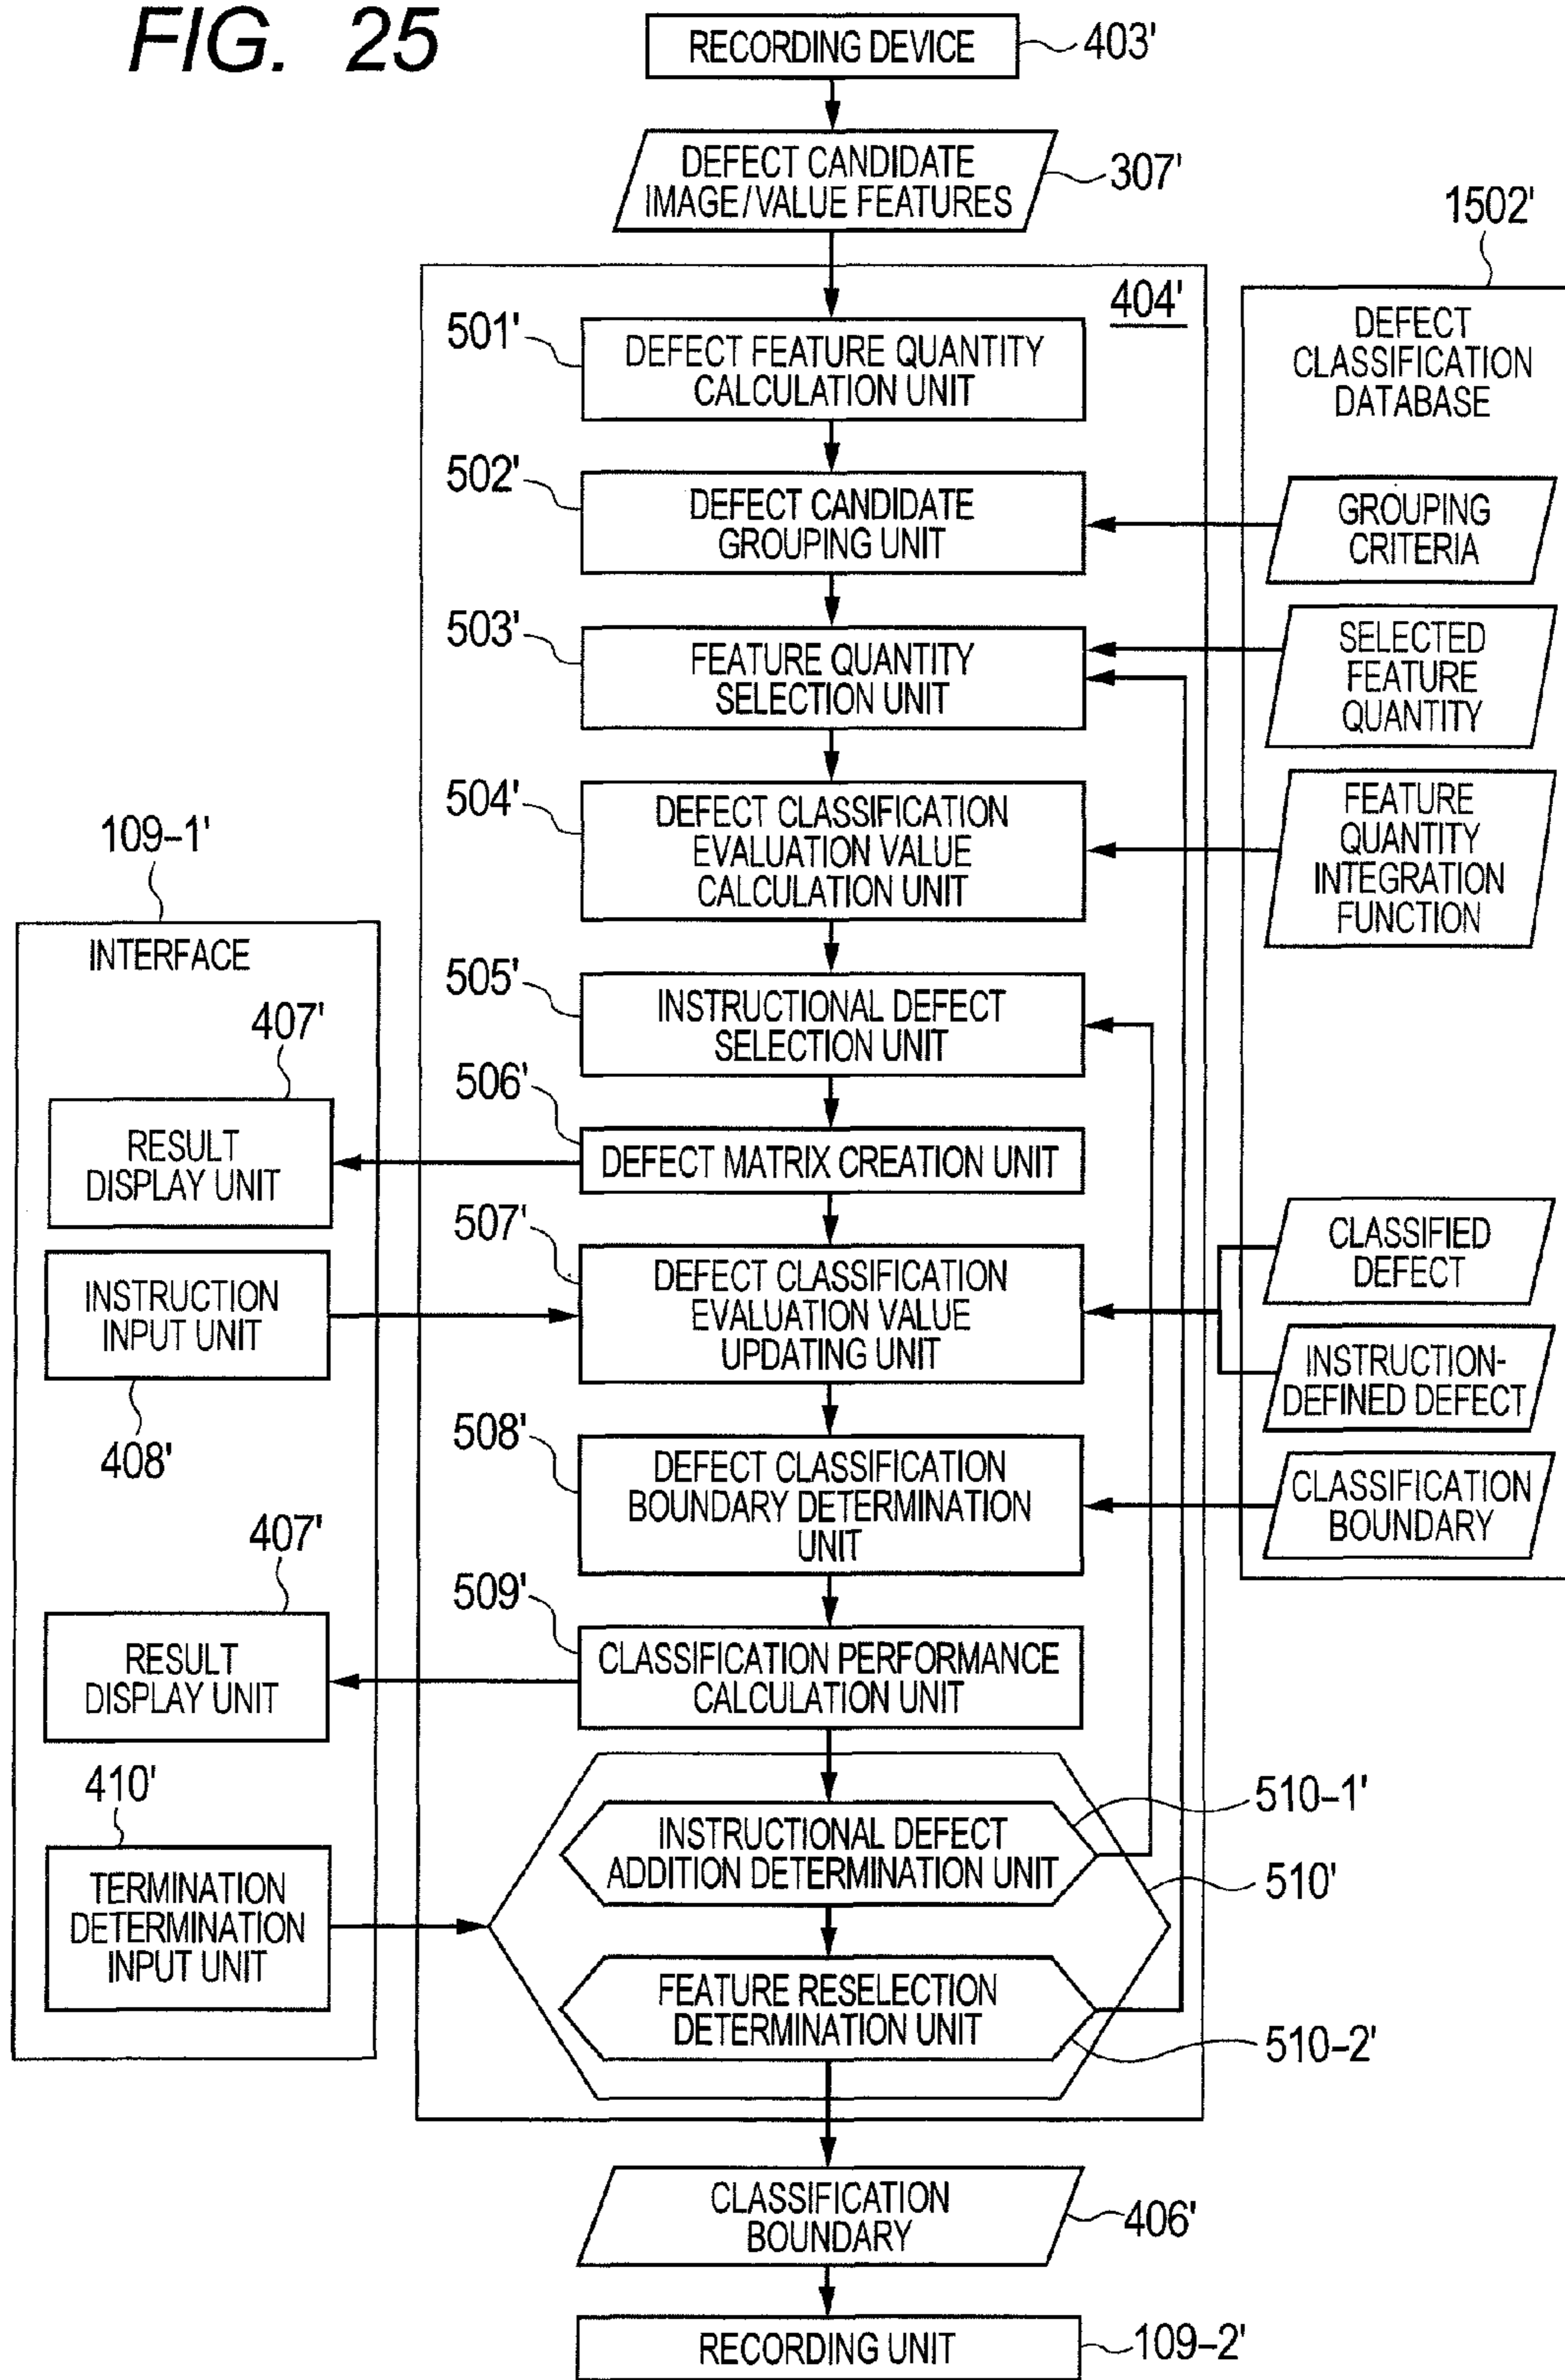 FIG. 25
RECORDING DEVICE
403'
DEFECT CANDIDATE
IMAGE/VALUE FEATURES
307'
1502'
404'
DEFECT
CLASSIFICATION
DATABASE
501'
DEFECT FEATURE QUANTITY
CALCULATION UNIT
502'
DEFECT CANDIDATE
GROUPING UNIT
GROUPING
CRITERIA
503'
FEATURE QUANTITY
SELECTION UNIT
SELECTED
FEATURE
QUANTITY
504'
DEFECT CLASSIFICATION
EVALUATION VALUE
CALCULATION UNIT
FEATURE
QUANTITY
INTEGRATION
FUNCTION
109-1'
INTERFACE
505'
INSTRUCTIONAL DEFECT
SELECTION UNIT
407'
RESULT
DISPLAY UNIT
506'
DEFECT MATRIX CREATION UNIT
507'
DEFECT CLASSIFICATION
EVALUATION VALUE
UPDATING UNIT
INSTRUCTION
INPUT UNIT
408'
CLASSIFIED
DEFECT
INSTRUCTION-
DEFINED DEFECT
508'
DEFECT CLASSIFICATION
BOUNDARY DETERMINATION
UNIT
CLASSIFICATION
BOUNDARY
407'
RESULT
DISPLAY UNIT
509'
CLASSIFICATION PERFORMANCE
CALCULATION UNIT
410'
TERMINATION
DETERMINATION
INPUT UNIT
INSTRUCTIONAL DEFECT
ADDITION DETERMINATION UNIT
510-1'
510'
FEATURE RESELECTION
DETERMINATION UNIT
510-2'
CLASSIFICATION
BOUNDARY
406'
RECORDING UNIT
109-2'